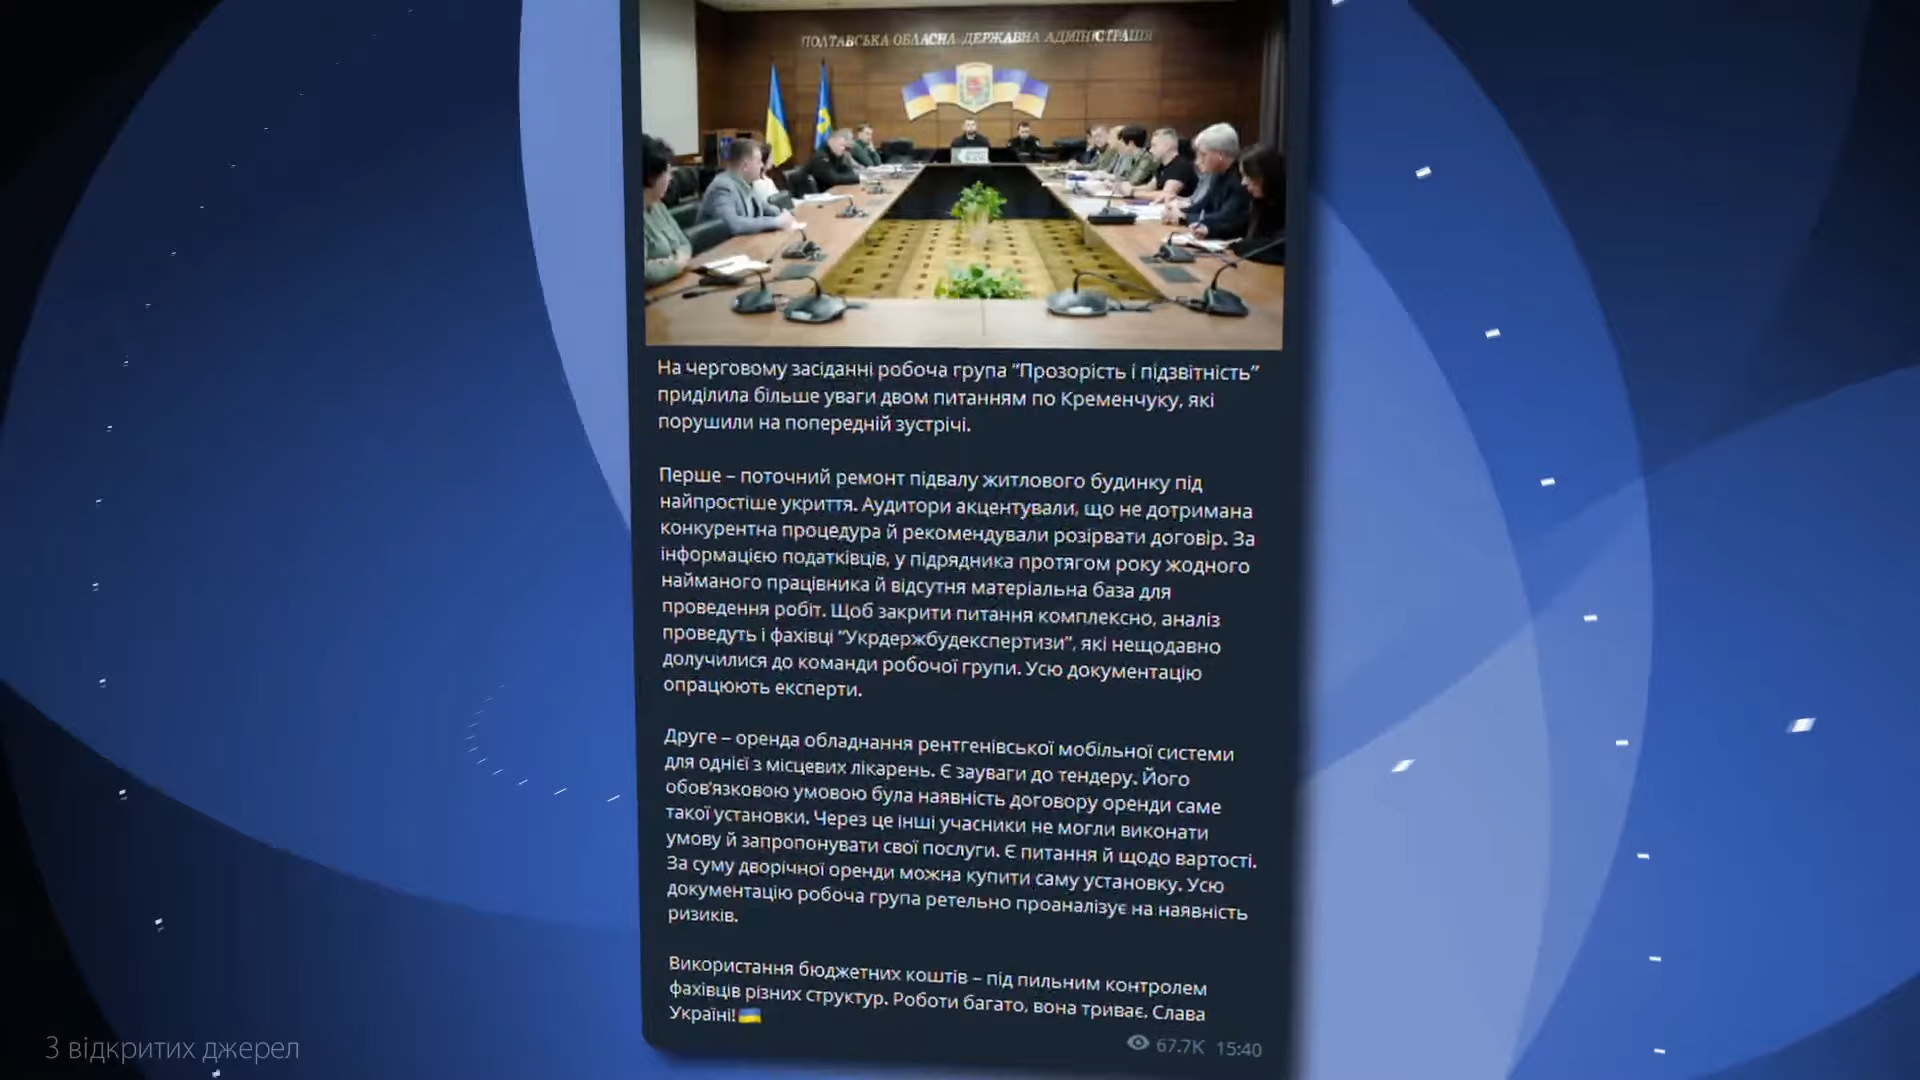 ПОЛТАВСЬКА ОБЛАСНА ДЕРЖАВНА АДМІНІСТРАЦІЯ
На черговому засіданні робоча група “Прозорість і підзвітність”
приділила більше уваги двом питанням по Кременчуку, які
порушили на попередній зустрічі.
Перше – поточний ремонт підвалу житлового будинку під
найпростіше укриття. Аудитори акцентували, що не дотримана
конкурентна процедура й рекомендували розірвати договір. За
інформацією податківців, у підрядника протягом року жодного
найманого працівника й відсутня матеріальна база для
проведення робіт. Щоб закрити питання комплексно, аналіз
проведуть і фахівці “Укрдержбудекспертизи”, які нещодавно
долучилися до команди робочої групи. Усю документацію
опрацюють експерти.
Друге – оренда обладнання рентгенівської мобільної системи
для однієї з місцевих лікарень. Є зауваги до тендеру. Його
обов'язковою умовою була наявність договору оренди саме
такої установки. Через це інші учасники не могли виконати
умову й запропонувати свої послуги. Є питання й щодо вартості.
За суму дворічної оренди можна купити саму установку. Усю
документацію робоча група ретельно проаналізує на наявність
ризиків.
Використання бюджетних коштів – під пильним контролем
фахівців різних структур. Роботи багато, вона триває. Слава
Україні!🇺🇦
67.7K 15:40
З відкритих джерел